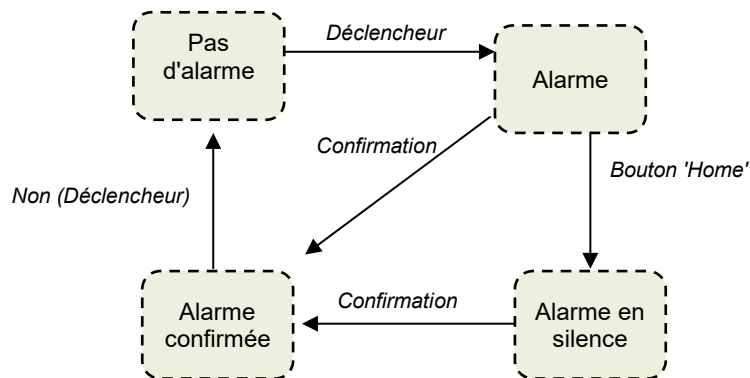 Déclencheur
Pas
d'alarme
Alarme
Confirmation
Bouton 'Home'
Non (Déclencheur)
Confirmation
Alarme
confirmée
Alarme en
silence